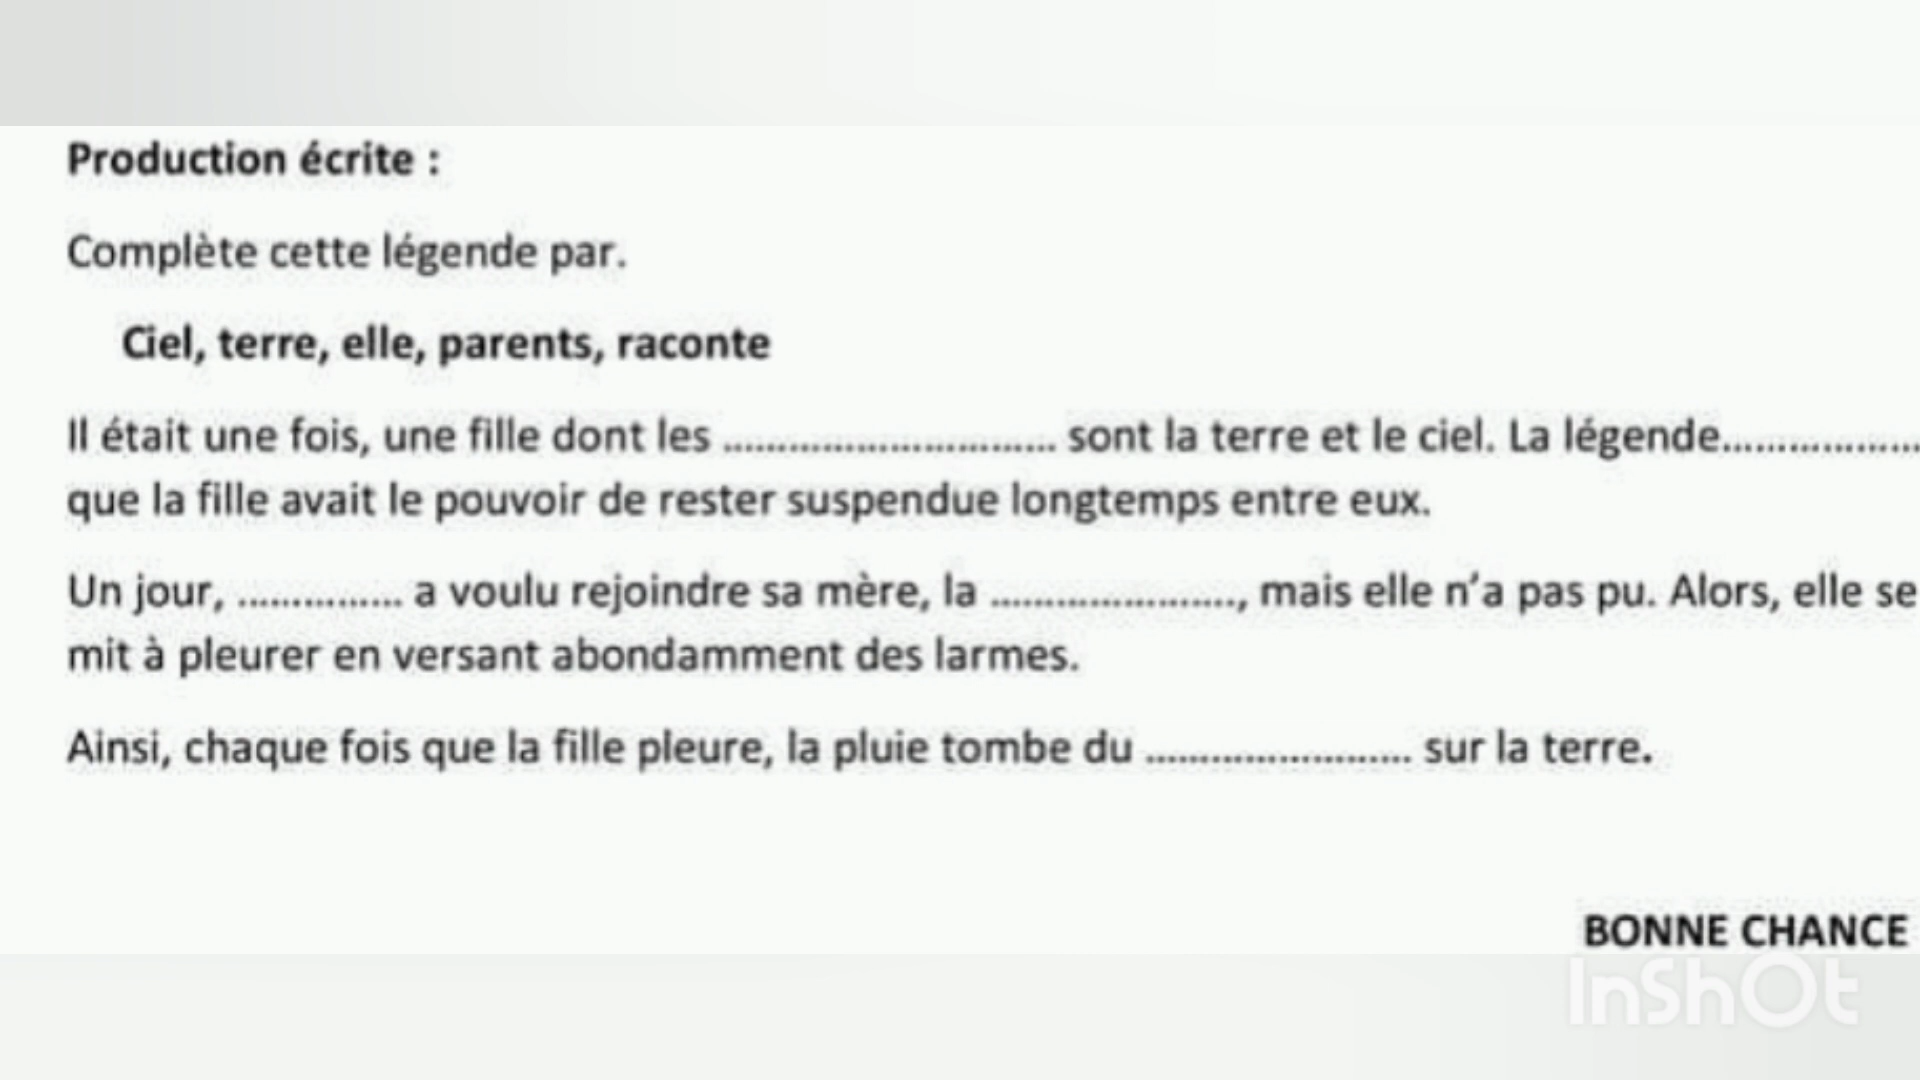 Production écrite :
Complète cette légende par.
Ciel, terre, elle, parents, raconte
Il était une fois, une fille dont les .............................. sont la terre et le ciel. La légende..................
que la fille avait le pouvoir de rester suspendue longtemps entre eux.
Un jour, ............... a voulu rejoindre sa mère, la ......................, mais elle n’a pas pu. Alors, elle se
mit à pleurer en versant abondamment des larmes.
Ainsi, chaque fois que la fille pleure, la pluie tombe du ........................ sur la terre.
BONNE CHANCE
InShOt